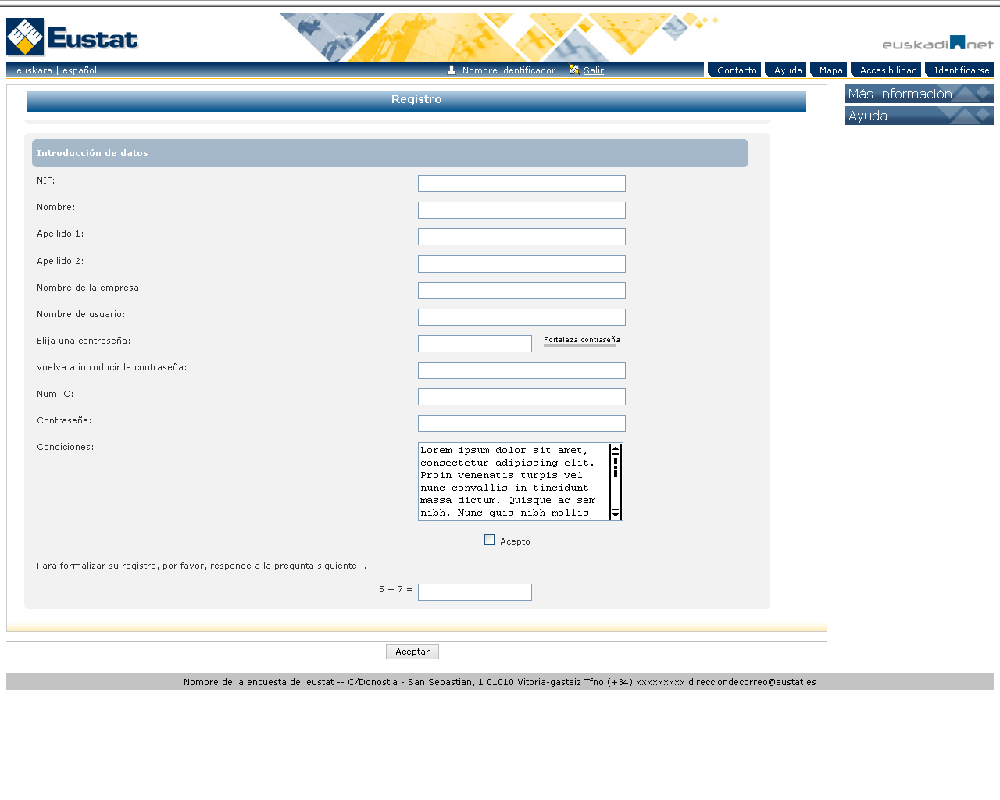 Eustat
euskadi net
euskara | español
Nombre identificador
Salir
Contacto
Ayuda
Mapa
Accesibilidad
Identificarse
Registro
Más información
Ayuda
Introducción de datos
NIF:
Nombre:
Apellido 1:
Apellido 2:
Nombre de la empresa:
Nombre de usuario:
Elija una contraseña:
Fortaleza contraseña
vuelva a introducir la contraseña:
Num. C:
Contraseña:
Condiciones:
Lorem ipsum dolor sit amet,
consectetur adipiscing elit.
Proin venenatis turpis vel
nunc convallis in tincidunt
massa dictum. Quisque ac sem
nibh. Nunc quis nibh mollis
Acepto
Para formalizar su registro, por favor, responde a la pregunta siguiente...
5 + 7 =
Aceptar
Nombre de la encuesta del eustat -- C/Donostia - San Sebastian, 1 01010 Vitoria-gasteiz Tfno (+34) xxxxxxxxx direcciondecorreo@eustat.es